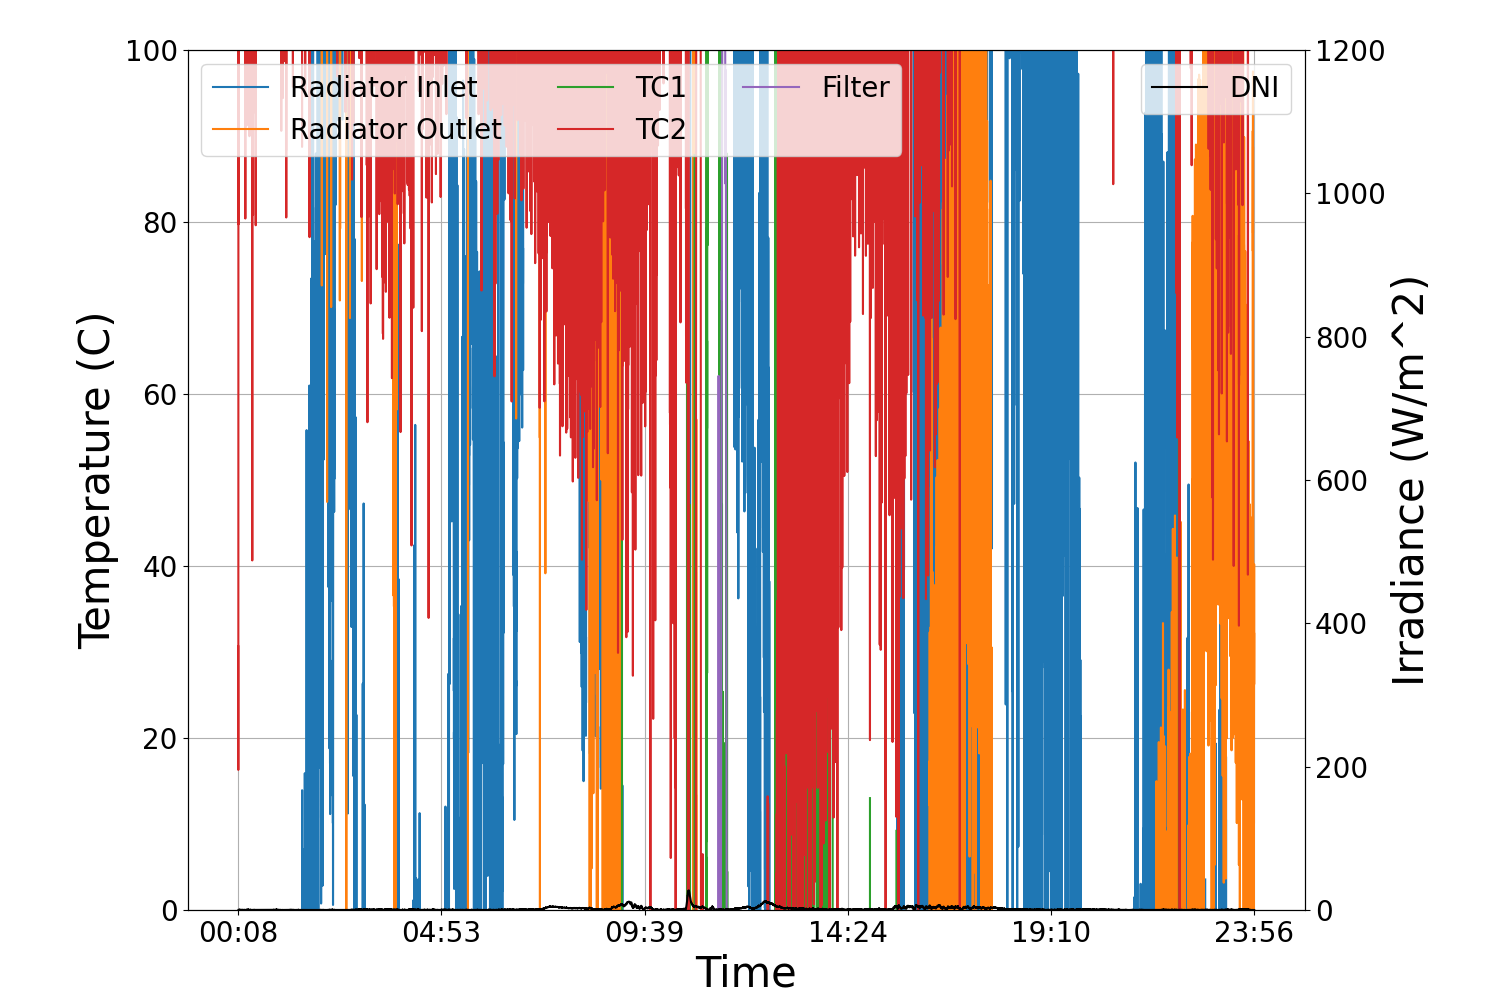 100
80
60
40
20
0
Temperature (C)
Radiator Inlet
Radiator Outlet
TC1
TC2
Filter
DNI
1200
1000
800
600
400
200
0
Irradiance (W/m^2)
00:08
04:53
09:39
14:24
19:10
23:56
Time